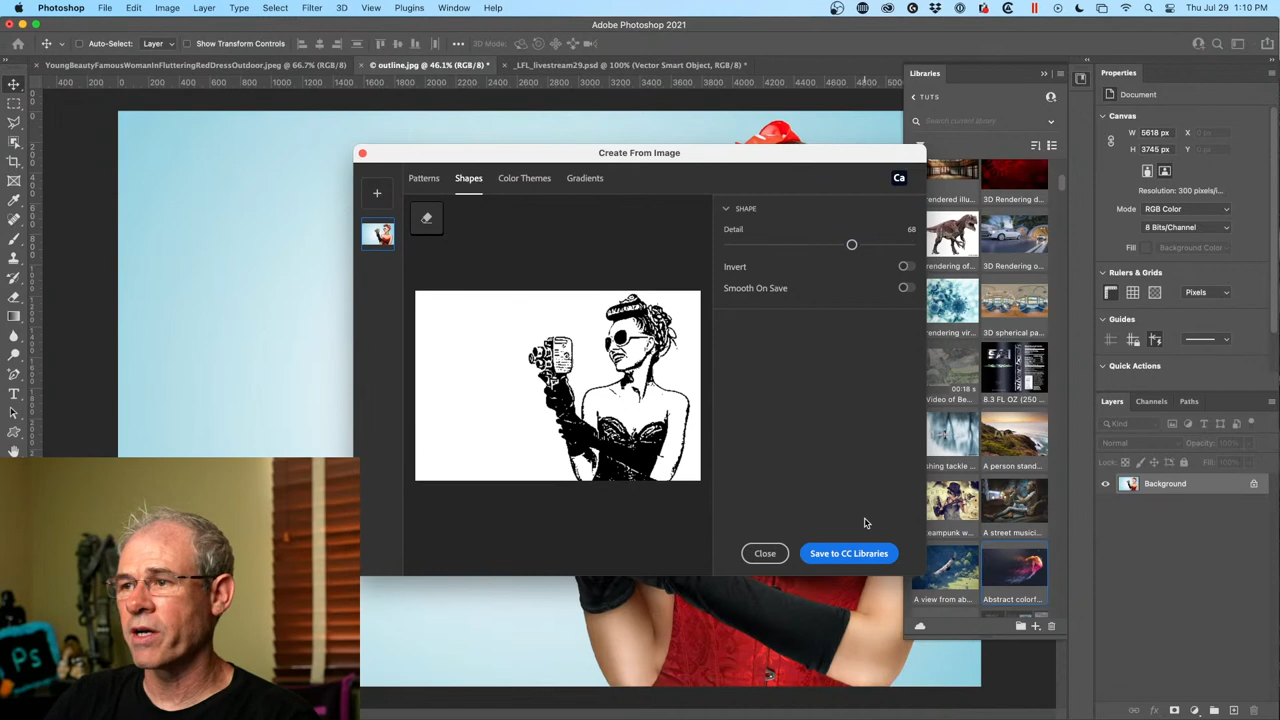 Photoshop File Edit Image Layer Type Select Filter 3D View Plugins Window Help Thu Jul 29 1:10 PM
Adobe Photoshop 2021
Auto-Select: Layer Show Transform Controls 3D Mode:
YoungBeautyFamousWomanInFlutteringRedDressOutdoor.jpeg @ 66.7% (RGB/8) © outline.jpg @ 46.1% (RGB/8) * _LFL_livestream29.psd @ 100% (Vector Smart Object, RGB/8) *
Libraries
TUTS
Search current library
rendered illu... 3D Rendering d...
rendering of... 3D Rendering o...
rendering vir... 3D spherical pa...
00:18 s
Video of Be... 8.3 FL OZ (250 ...
shing tackle ... A person stand...
teampunk w... A street musici...
A view from ab... Abstract colorf...
Create From Image
Patterns Shapes Color Themes Gradients
Ca
SHAPE
Detail 68
Invert
Smooth On Save
Close Save to CC Libraries
Properties
Document
Canvas
W 5618 px X 0 px
H 3745 px Y 0 px
Resolution: 300 pixels/i...
Mode RGB Color
8 Bits/Channel
Fill Background Color
Rulers & Grids
Pixels
Guides
Quick Actions
Layers Channels Paths
Kind
Normal Opacity: 100%
Lock: Fill: 100%
Background
Ps